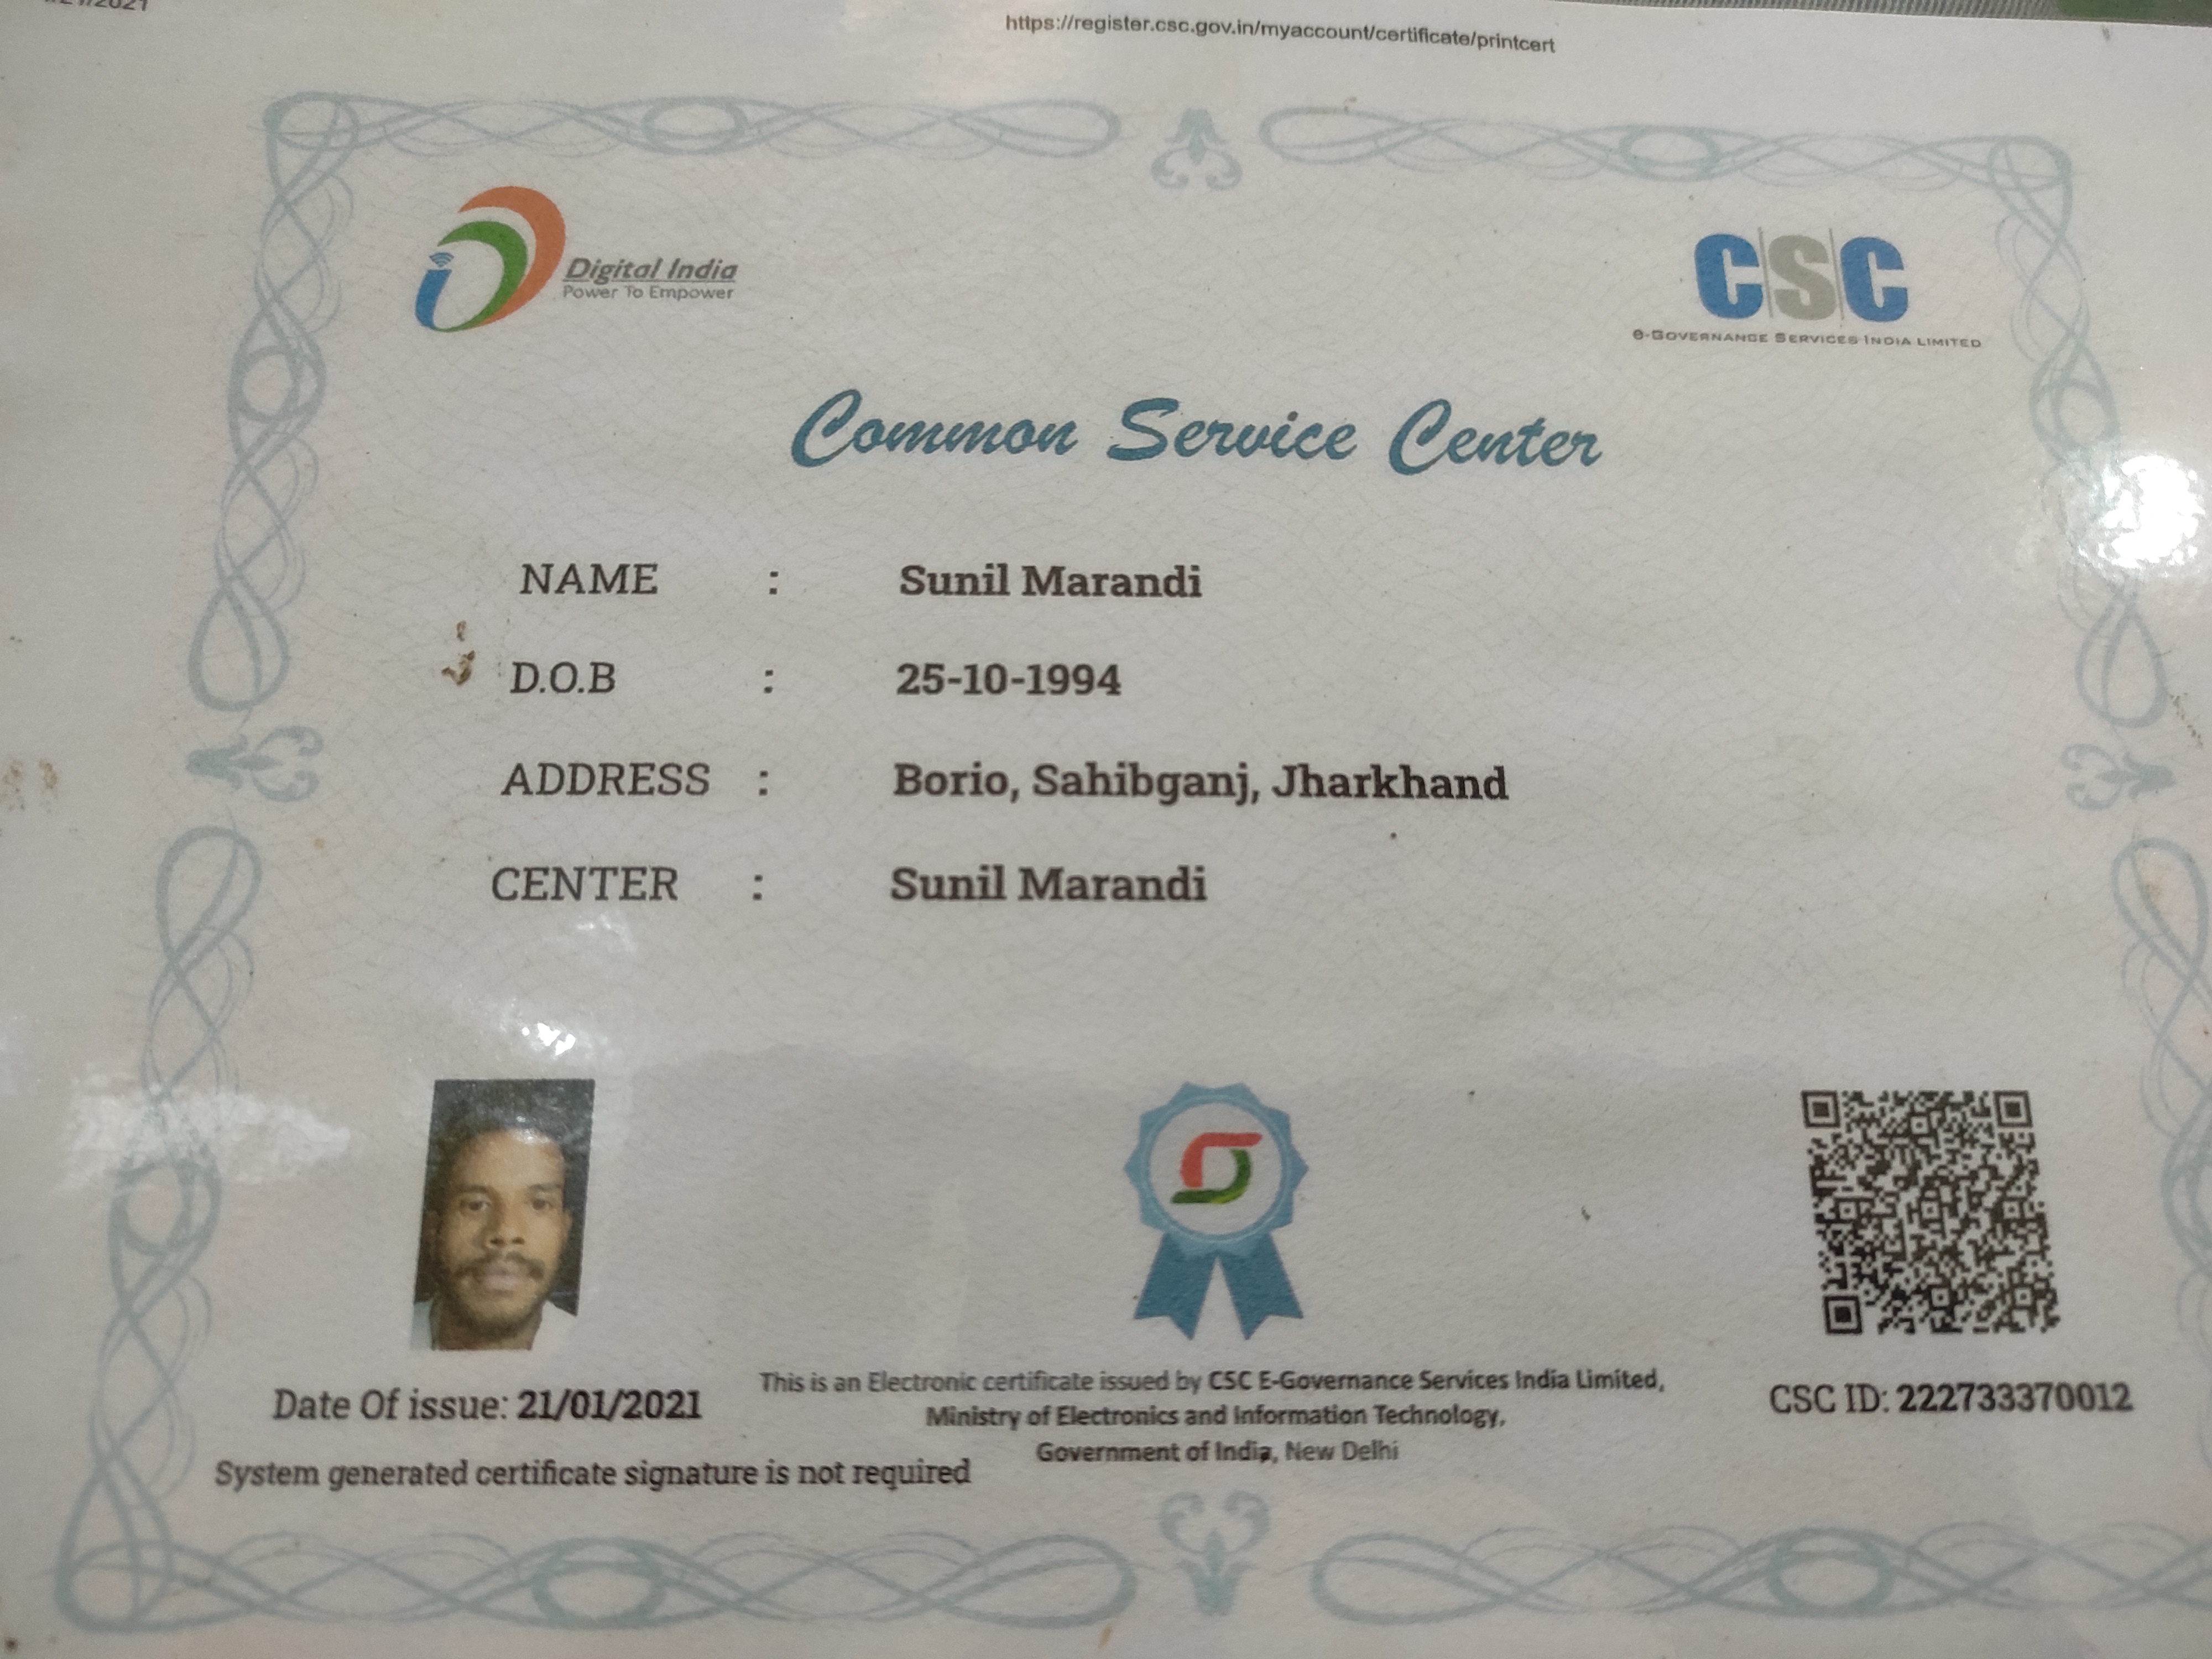 https://register.csc.gov.in/myaccount/certificate/printcert
Digital India
Power To Empower
CSC
e-Governance Services India Limited
Common Service Center
NAME : Sunil Marandi
D.O.B : 25-10-1994
ADDRESS : Borio, Sahibganj, Jharkhand
CENTER : Sunil Marandi
Date Of issue: 21/01/2021
System generated certificate signature is not required
This is an Electronic certificate issued by CSC E-Governance Services India Limited,
Ministry of Electronics and Information Technology,
Government of India, New Delhi
CSC ID: 222733370012